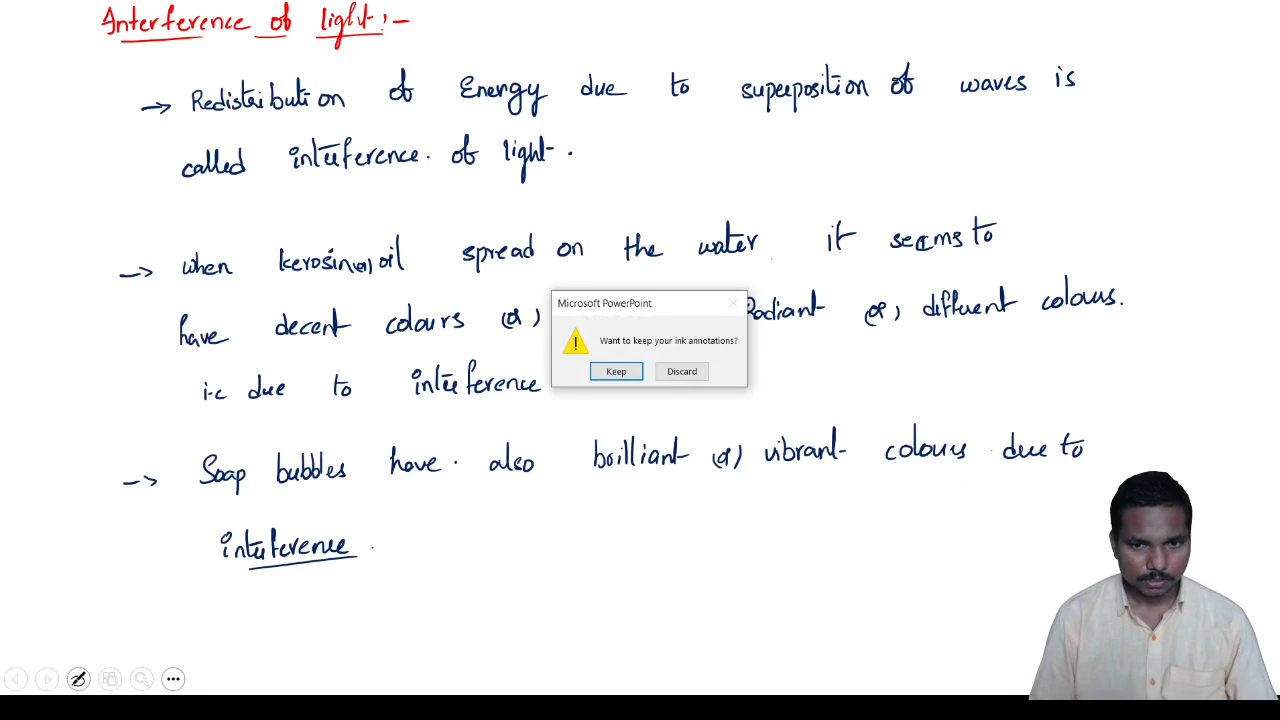 Interference of light :-
→ Redistribution of Energy due to superposition of waves is
called interference. of light.
→ when kerosin(or) oil spread on the water it seems to
have decent colours (or) Radiant (or) different colours.
i.e due to interference
Microsoft PowerPoint
Want to keep your ink annotations?
Keep Discard
→ Soap bubbles have. also brilliant (or) vibrant colours due to
interference.